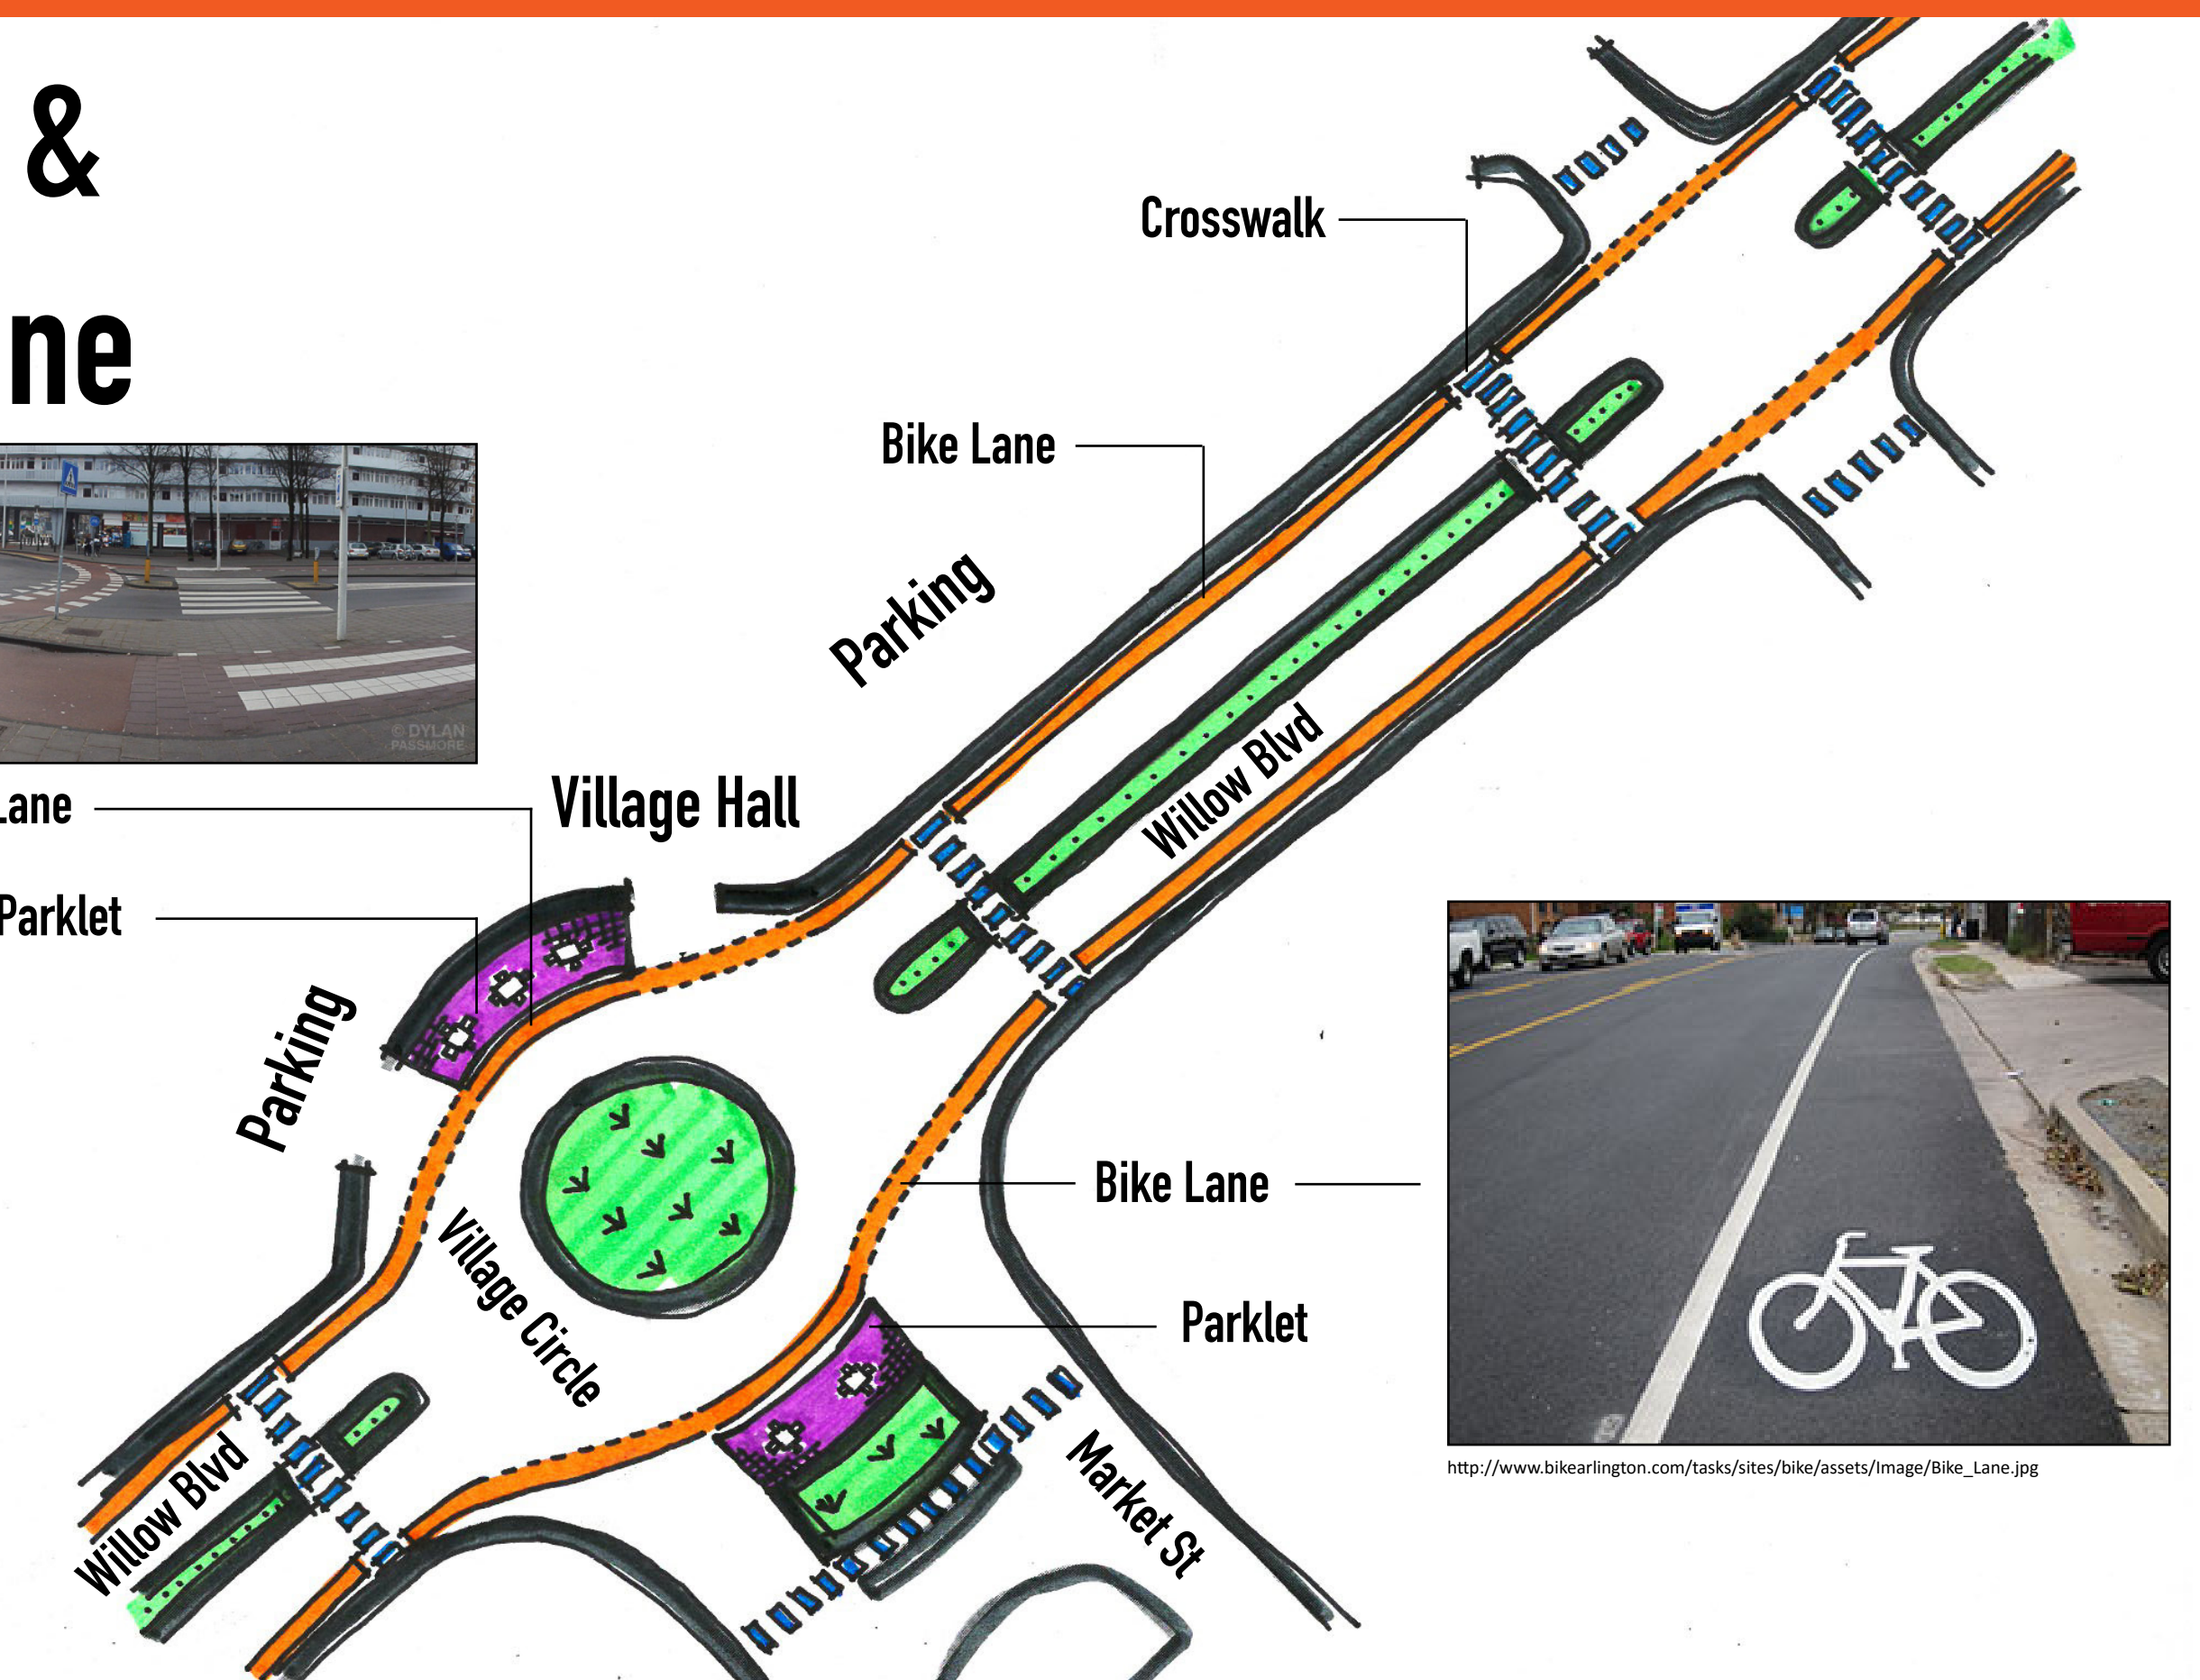 &
ne
Crosswalk
Bike Lane
Parking
© DYLAN
PASSMORE
Willow Blvd
Village Hall
Lane
Parklet
Parking
Bike Lane
Village Circle
Parklet
Willow Blvd
Market St
http://www.bikearlington.com/tasks/sites/bike/assets/Image/Bike_Lane.jpg